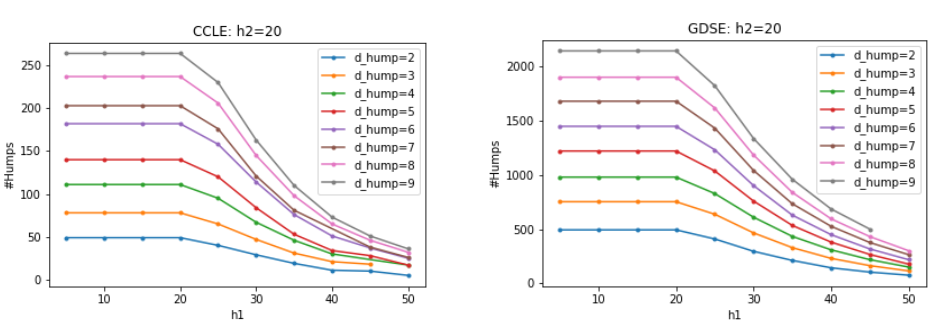 CCLE: h2=20
#Humps
250
200
150
100
50
0
10
20
30
40
50
h1
d_hump=2
d_hump=3
d_hump=4
d_hump=5
d_hump=6
d_hump=7
d_hump=8
d_hump=9
GDSE: h2=20
#Humps
2000
1500
1000
500
0
10
20
30
40
50
h1
d_hump=2
d_hump=3
d_hump=4
d_hump=5
d_hump=6
d_hump=7
d_hump=8
d_hump=9